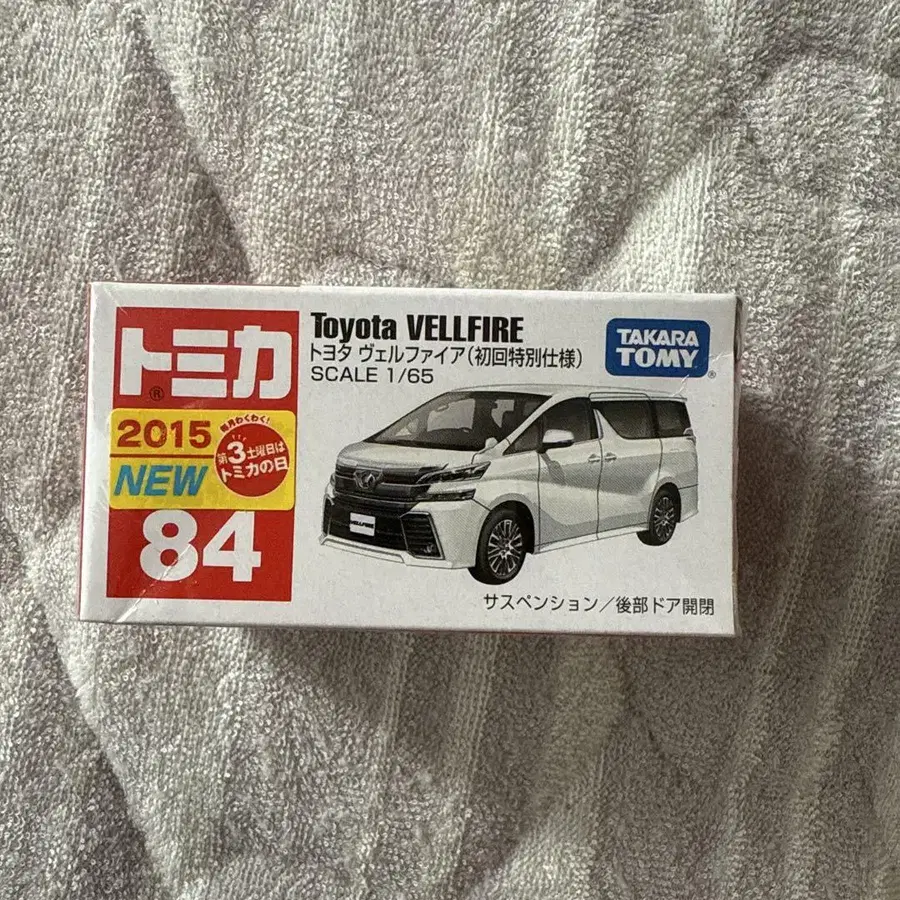 トミカ
®
2015
NEW
毎月わくわく!
第3土曜日は
トミカの日
84
Toyota VELLFIRE
トヨタ ヴェルファイア(初回特別仕様)
SCALE 1/65
TAKARA
TOMY
®
VELLFIRE
サスペンション/後部ドア開閉